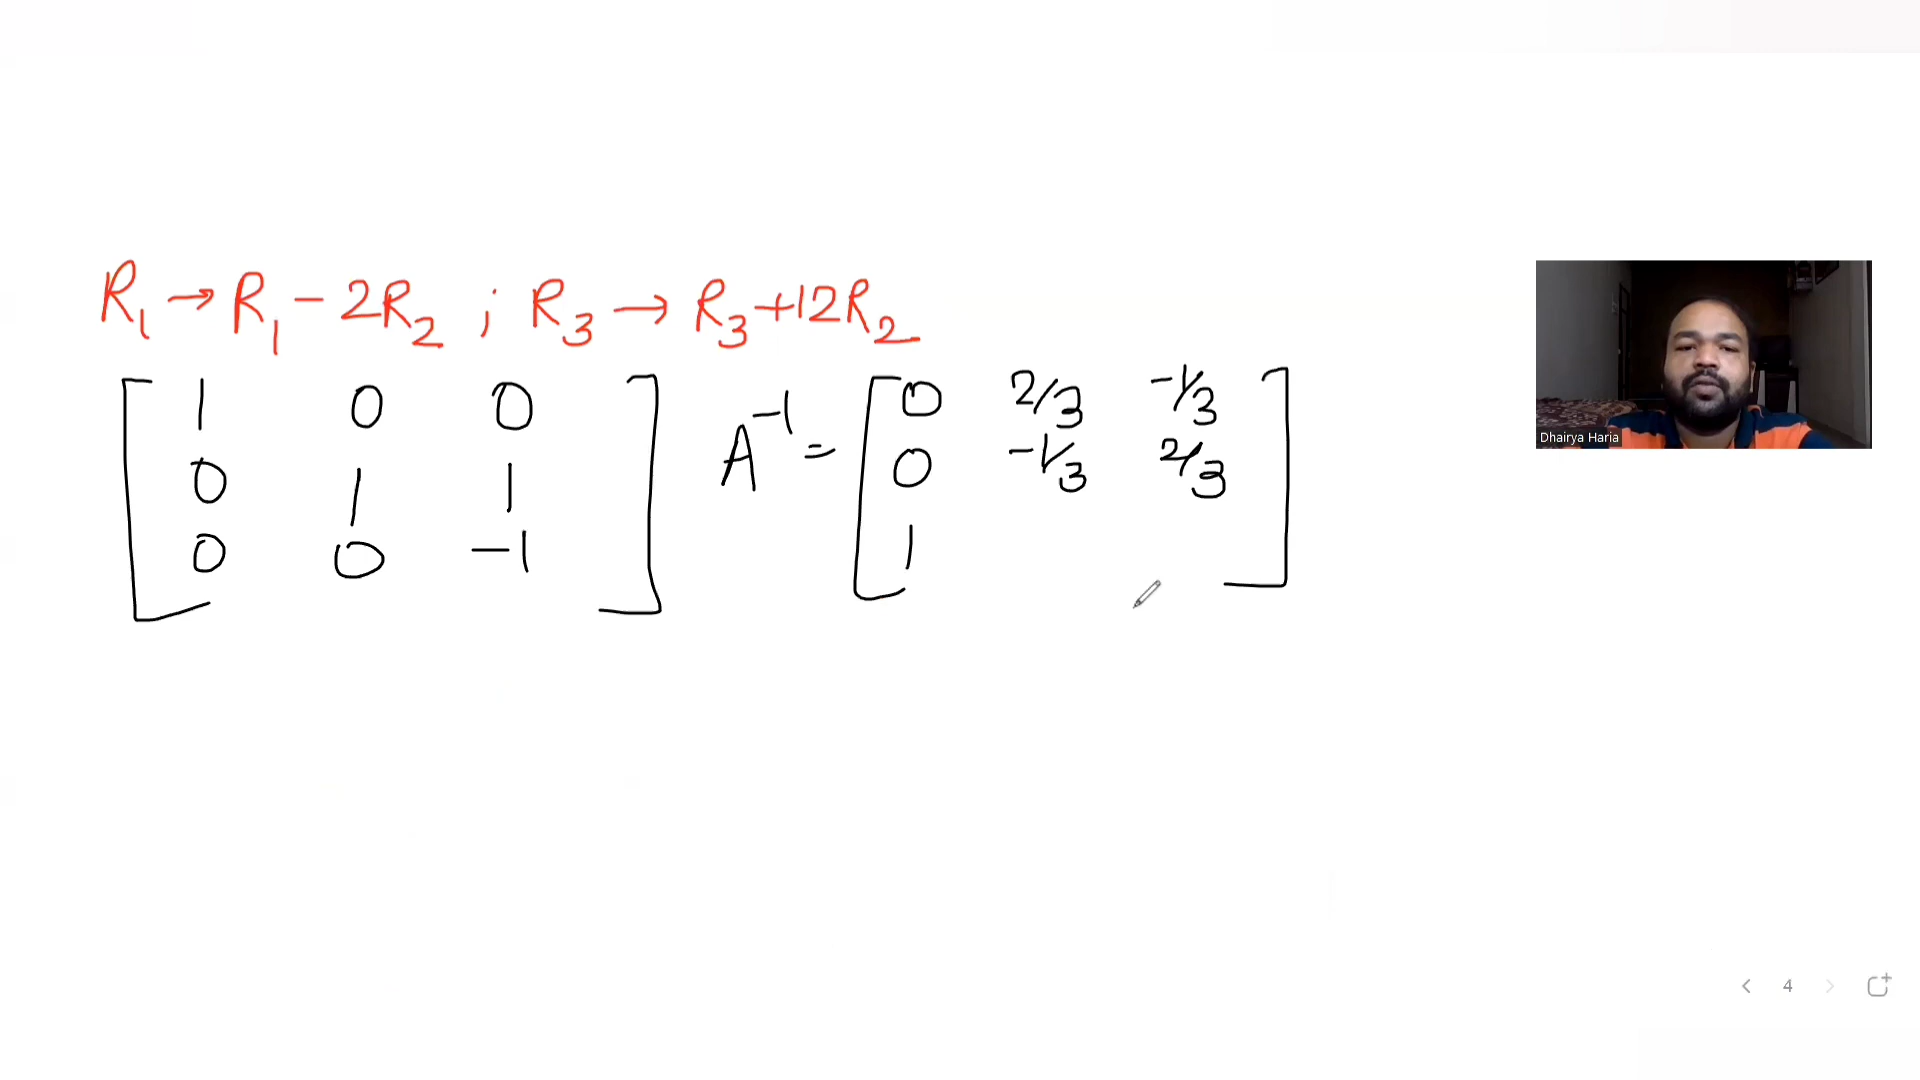 R₁ → R₁ - 2R₂ ; R₃ → R₃ + 12R₂
1 0 0
0 1 1
0 0 -1
A⁻¹ =
0 2/3 -1/3
0 -1/3 2/3
1
Dhairya Haria
4